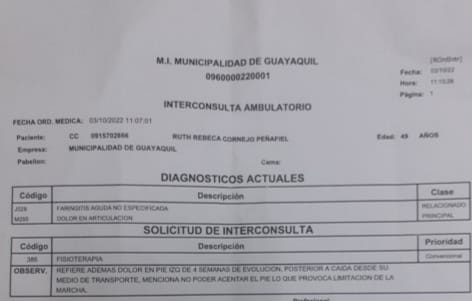 M.I. MUNICIPALIDAD DE GUAYAQUIL
0960000220001
[ROrdIntr]
Fecha: 03/10/22
Hora: 11:10:28
Página: 1
INTERCONSULTA AMBULATORIO
FECHA ORD. MEDICA: 03/10/2022 11:07:01
Paciente: CC 0915702666 RUTH REBECA CORNEJO PEÑAFIEL Edad: 49 AÑOS
Empresa: MUNICIPALIDAD DE GUAYAQUIL
Pabellon: Cama:
DIAGNOSTICOS ACTUALES
Código Descripción Clase
J029 FARINGITIS AGUDA NO ESPECIFICADA RELACIONADO
M255 DOLOR EN ARTICULACION PRINCIPAL
SOLICITUD DE INTERCONSULTA
Código Descripción Prioridad
386 FISIOTERAPIA Convencional
OBSERV. REFIERE ADEMAS DOLOR EN PIE IZQ DE 4 SEMANAS DE EVOLUCION, POSTERIOR A CAIDA DESDE SU
MEDIO DE TRANSPORTE, MENCIONA NO PODER ACENTAR EL PIE LO QUE PROVOCA LIMITACION DE LA
MARCHA.
Profesional